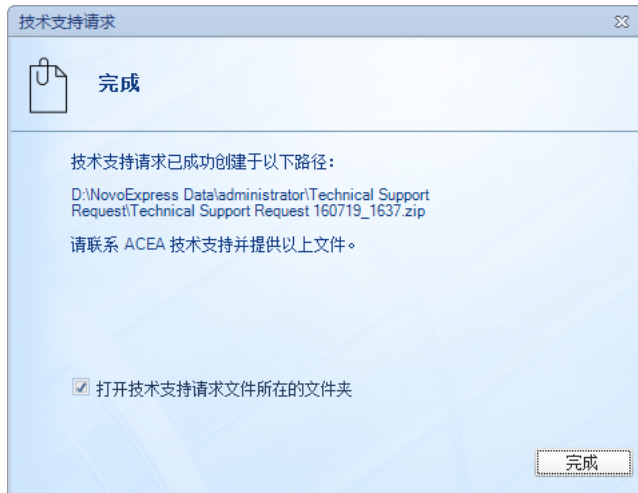 技术支持请求
完成
技术支持请求已成功创建于以下路径：
D:\NovoExpress Data\administrator\Technical Support
Request\Technical Support Request 160719_1637.zip
请联系 ACEA 技术支持并提供以上文件。
打开技术支持请求文件所在的文件夹
完成